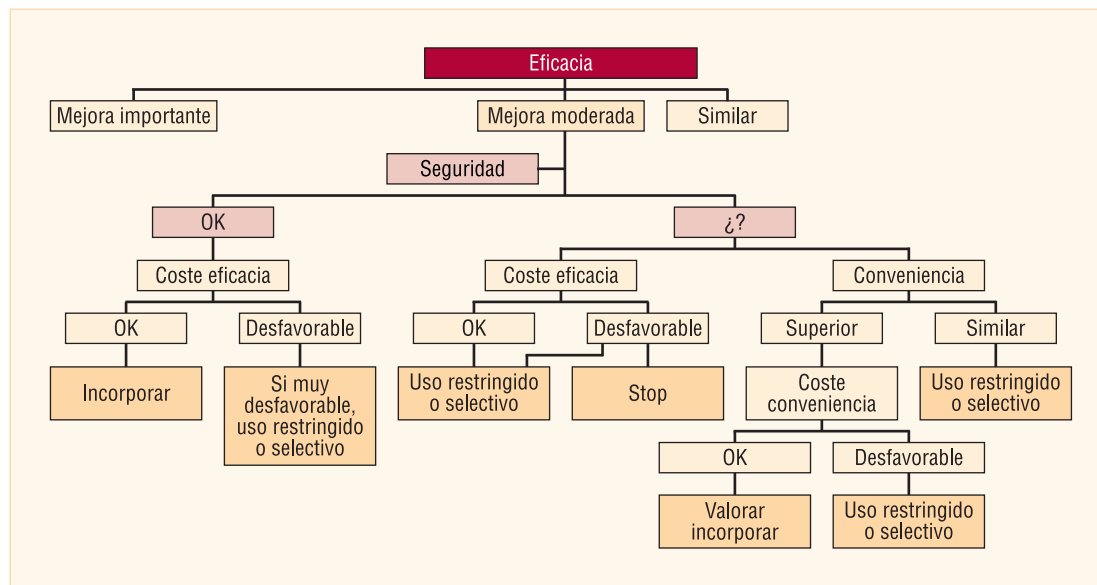 Eficacia
Mejora importante
Mejora moderada
Similar
Seguridad
OK
¿?
Coste eficacia
Coste eficacia
Conveniencia
OK
Desfavorable
OK
Desfavorable
Superior
Similar
Incorporar
Si muy
desfavorable,
uso restringido
o selectivo
Uso restringido
o selectivo
Stop
Coste
conveniencia
Uso restringido
o selectivo
OK
Desfavorable
Valorar
incorporar
Uso restringido
o selectivo